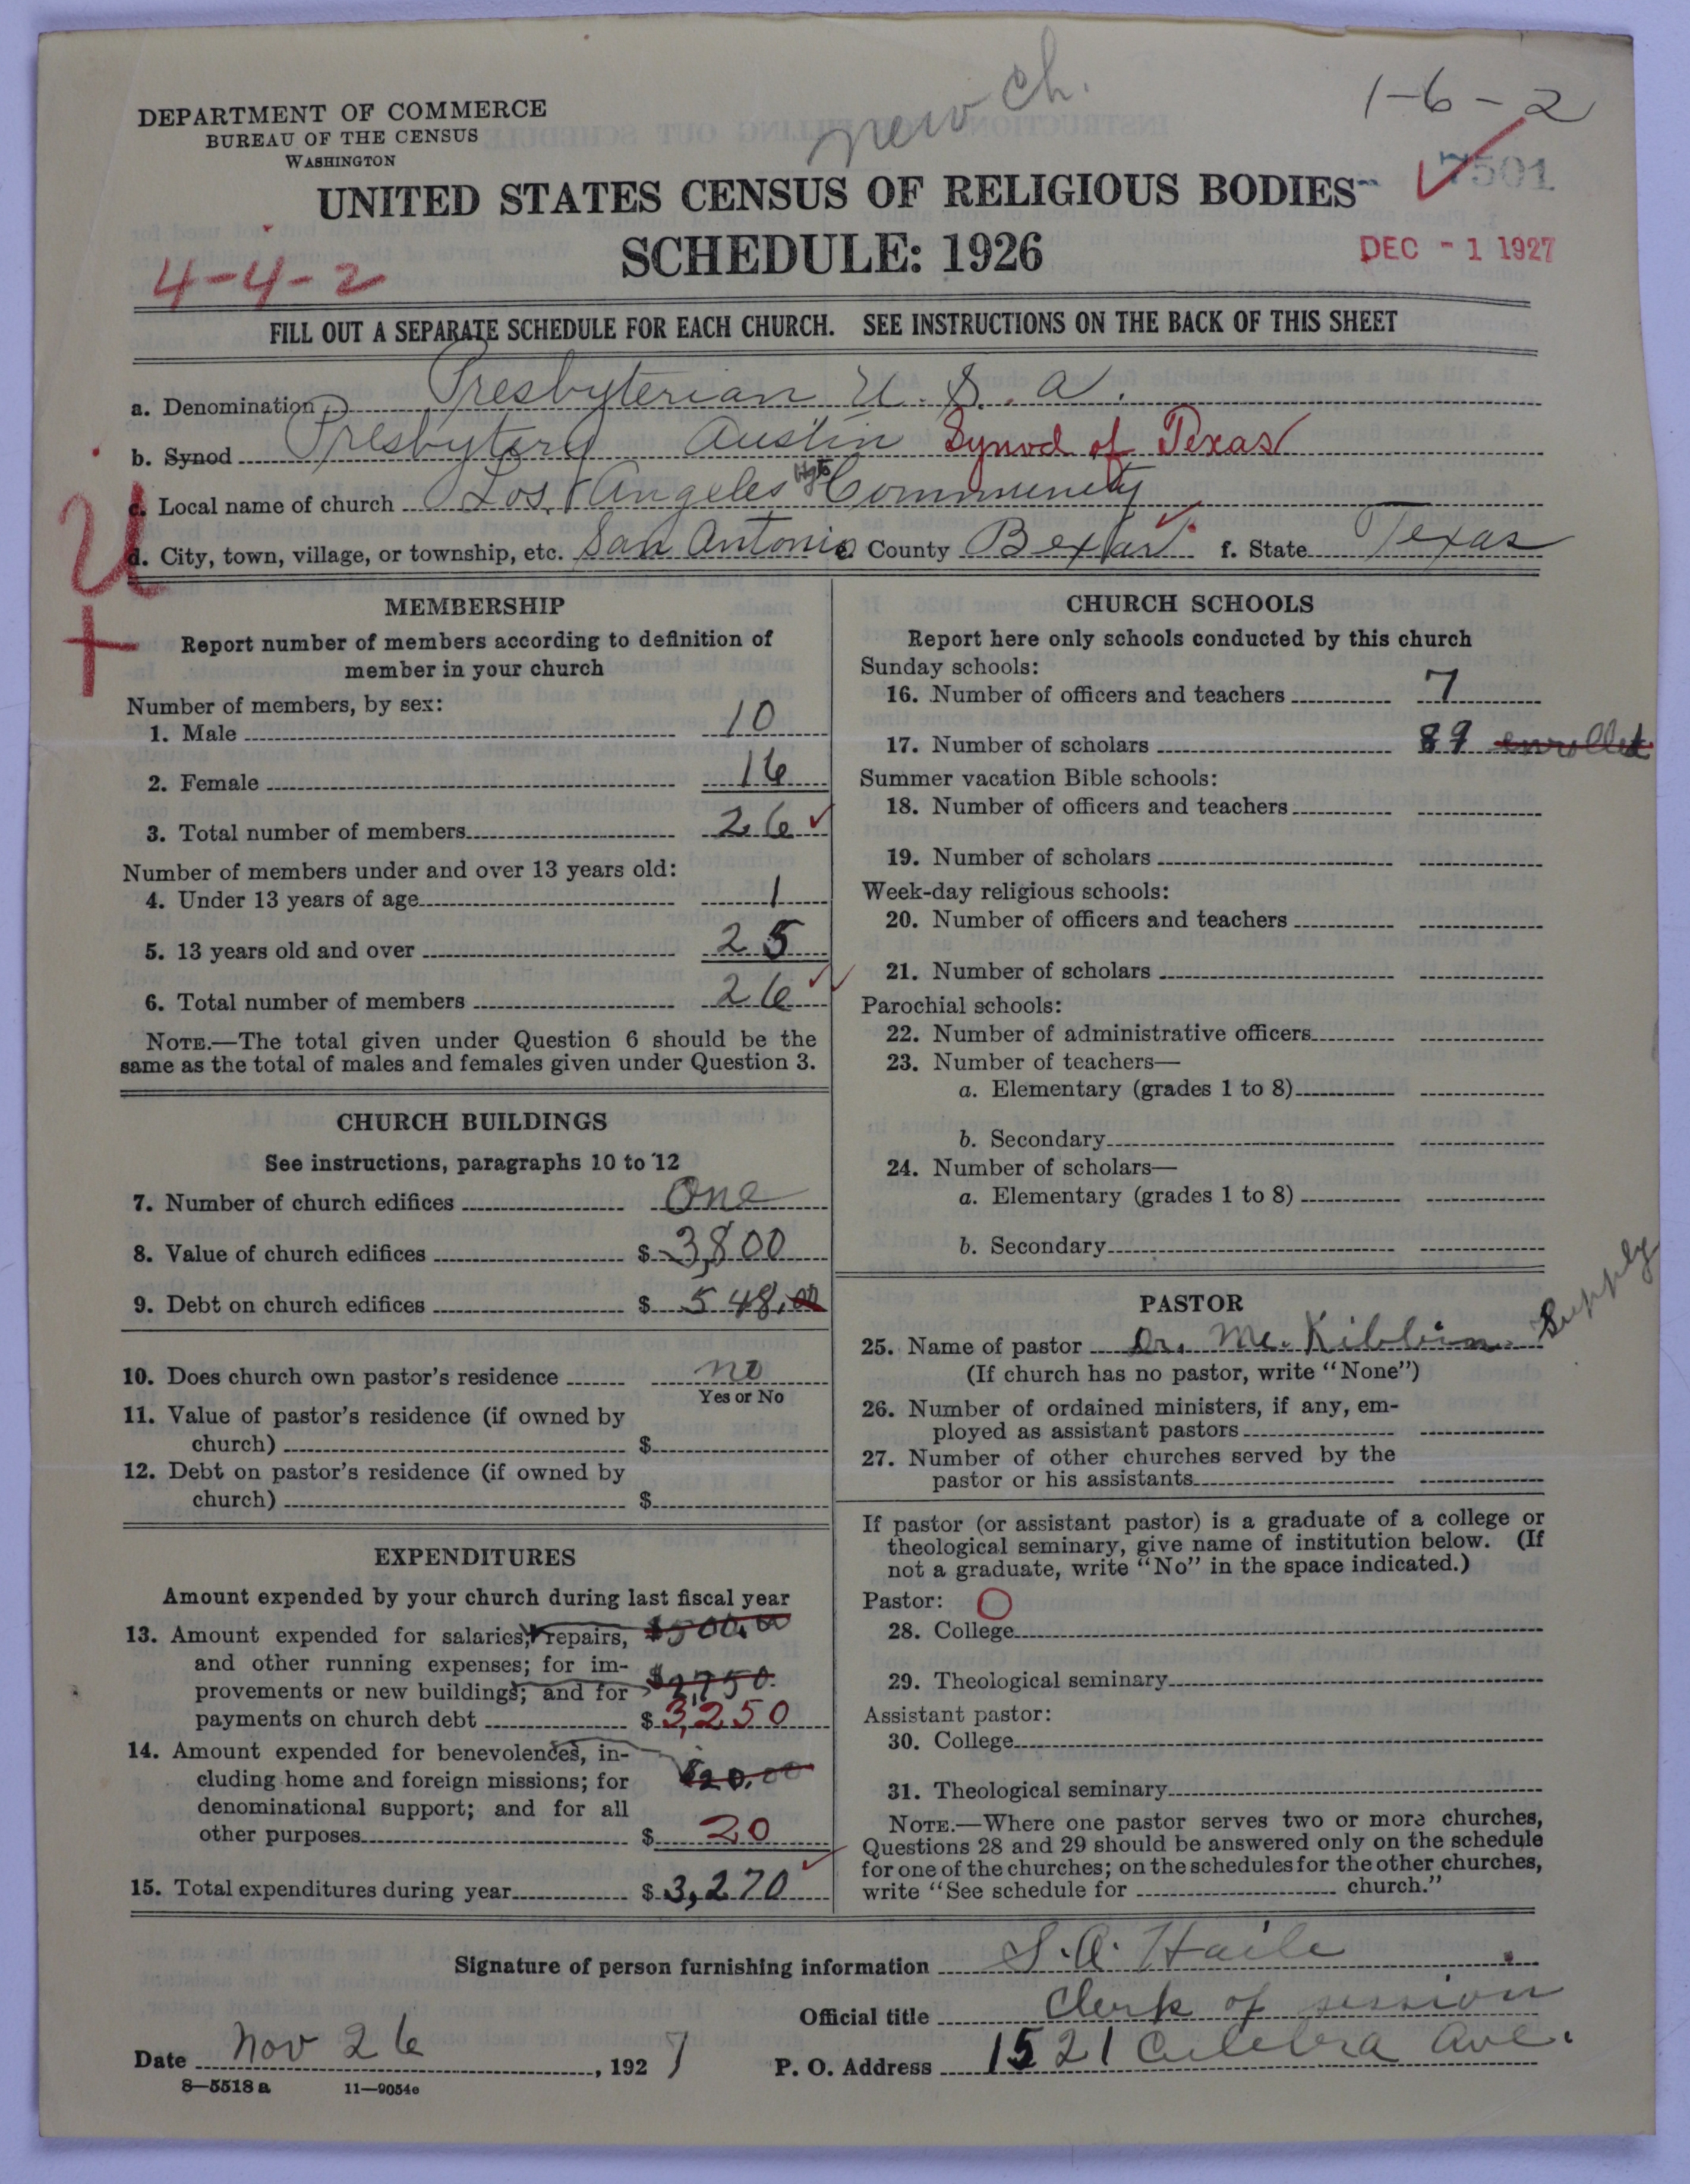 new ch.
1-6-2
DEPARTMENT OF COMMERCE
BUREAU OF THE CENSUS
WASHINGTON
7501
UNITED STATES CENSUS OF RELIGIOUS BODIES
SCHEDULE: 1926
DEC - 1 1927
4-4-2
FILL OUT A SEPARATE SCHEDULE FOR EACH CHURCH. SEE INSTRUCTIONS ON THE BACK OF THIS SHEET
a. Denomination Presbyterian U. S. A.
b. Synod Presbytery Austin Synod of Texas
c. Local name of church Los Angeles Hgts Community
d. City, town, village, or township, etc. San Antonio County Bexar f. State Texas
U
+
MEMBERSHIP
Report number of members according to definition of
member in your church
Number of members, by sex:
1. Male 10
2. Female 16
3. Total number of members 26
Number of members under and over 13 years old:
4. Under 13 years of age 1
5. 13 years old and over 25
6. Total number of members 26
NOTE.—The total given under Question 6 should be the
same as the total of males and females given under Question 3.
CHURCH BUILDINGS
See instructions, paragraphs 10 to 12
7. Number of church edifices One
8. Value of church edifices $ 3,800
9. Debt on church edifices $ 548.00
10. Does church own pastor's residence no
Yes or No
11. Value of pastor's residence (if owned by
church) $
12. Debt on pastor's residence (if owned by
church) $
EXPENDITURES
Amount expended by your church during last fiscal year
13. Amount expended for salaries, repairs, $500.00
and other running expenses; for im-
provements or new buildings; and for $2,750.
payments on church debt $ 3,250
14. Amount expended for benevolences, in-
cluding home and foreign missions; for $20.00
denominational support; and for all
other purposes $ 20
15. Total expenditures during year $ 3,270
CHURCH SCHOOLS
Report here only schools conducted by this church
Sunday schools:
16. Number of officers and teachers 7
17. Number of scholars 89 enrolled
Summer vacation Bible schools:
18. Number of officers and teachers
19. Number of scholars
Week-day religious schools:
20. Number of officers and teachers
21. Number of scholars
Parochial schools:
22. Number of administrative officers
23. Number of teachers—
a. Elementary (grades 1 to 8)
b. Secondary
24. Number of scholars—
a. Elementary (grades 1 to 8)
b. Secondary
PASTOR
25. Name of pastor Dr. McKibbin Supply
(If church has no pastor, write "None")
26. Number of ordained ministers, if any, em-
ployed as assistant pastors
27. Number of other churches served by the
pastor or his assistants
If pastor (or assistant pastor) is a graduate of a college or
theological seminary, give name of institution below. (If
not a graduate, write "No" in the space indicated.)
Pastor:
28. College
29. Theological seminary
Assistant pastor:
30. College
31. Theological seminary
NOTE.—Where one pastor serves two or more churches,
Questions 28 and 29 should be answered only on the schedule
for one of the churches; on the schedules for the other churches,
write "See schedule for church."
Signature of person furnishing information S. A. Haile
Official title Clerk of session
Date Nov 26, 1927 P. O. Address 1521 Culebra Ave.
8—5518 a 11—9054e